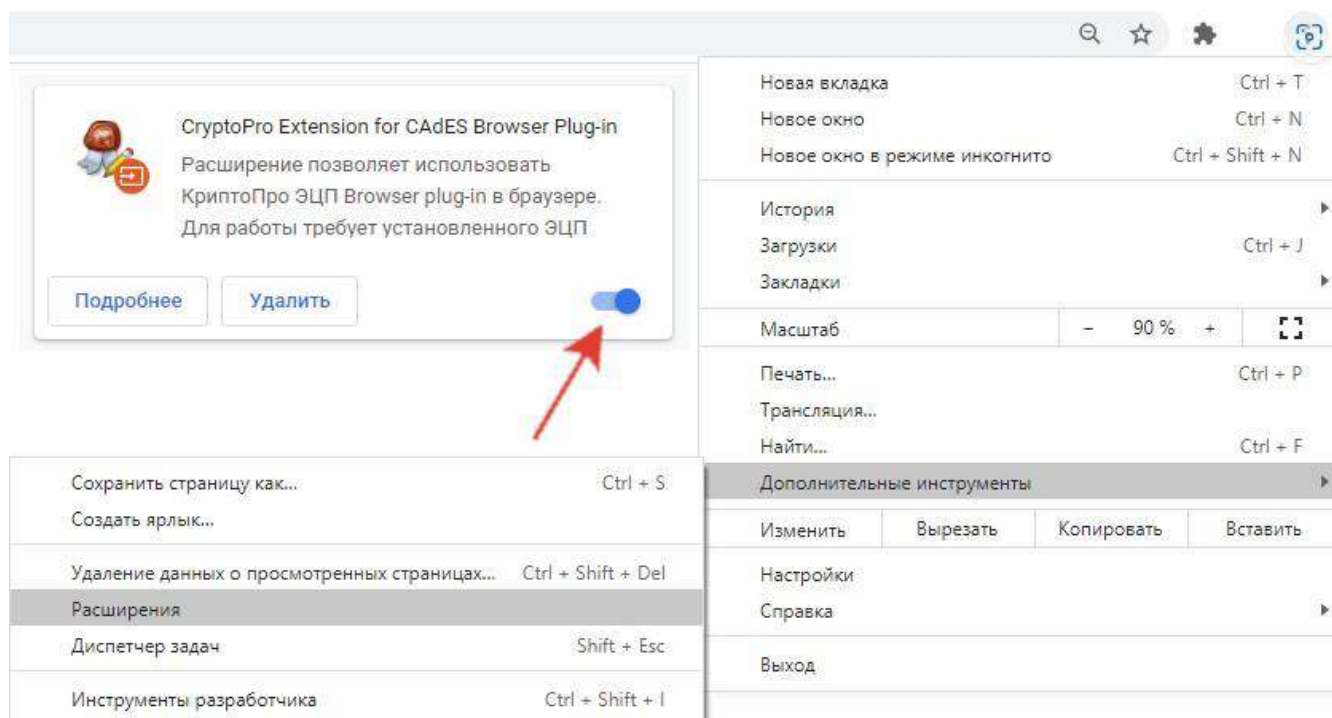 CryptoPro Extension for CAdES Browser Plug-in
Расширение позволяет использовать
КриптоПро ЭЦП Browser plug-in в браузере.
Для работы требует установленного ЭЦП
Подробнее Удалить
Новая вкладка Ctrl + T
Новое окно Ctrl + N
Новое окно в режиме инкогнито Ctrl + Shift + N
История
Загрузки Ctrl + J
Закладки
Масштаб - 90 % +
Печать... Ctrl + P
Трансляция...
Найти... Ctrl + F
Дополнительные инструменты
Изменить Вырезать Копировать Вставить
Настройки
Справка
Выход
Сохранить страницу как... Ctrl + S
Создать ярлык...
Удаление данных о просмотренных страницах... Ctrl + Shift + Del
Расширения
Диспетчер задач Shift + Esc
Инструменты разработчика Ctrl + Shift + I